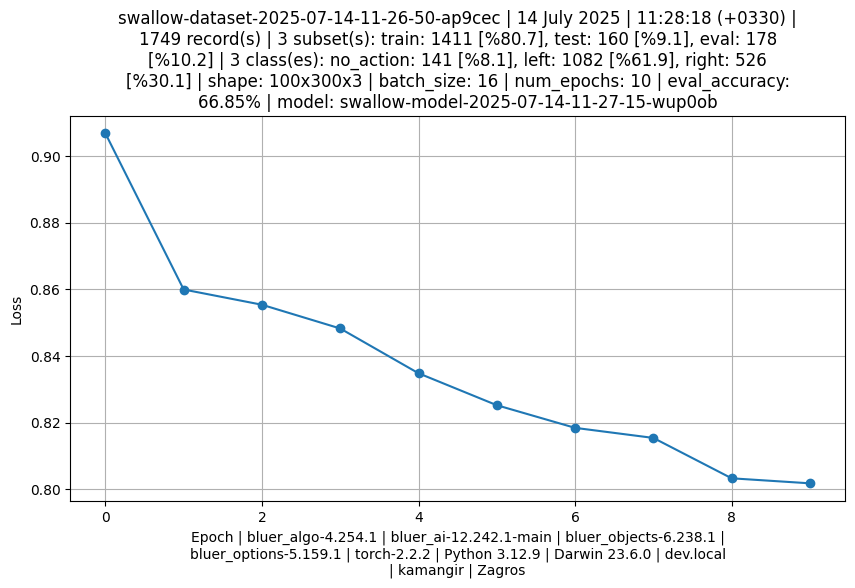 swallow-dataset-2025-07-14-11-26-50-ap9cec | 14 July 2025 | 11:28:18 (+0330) |
1749 record(s) | 3 subset(s): train: 1411 [%80.7], test: 160 [%9.1], eval: 178
[%10.2] | 3 class(es): no_action: 141 [%8.1], left: 1082 [%61.9], right: 526
[%30.1] | shape: 100x300x3 | batch_size: 16 | num_epochs: 10 | eval_accuracy:
66.85% | model: swallow-model-2025-07-14-11-27-15-wup0ob
0.90
0.88
0.86
0.84
0.82
0.80
Loss
0 2 4 6 8
Epoch | bluer_algo-4.254.1 | bluer_ai-12.242.1-main | bluer_objects-6.238.1 |
bluer_options-5.159.1 | torch-2.2.2 | Python 3.12.9 | Darwin 23.6.0 | dev.local
| kamangir | Zagros